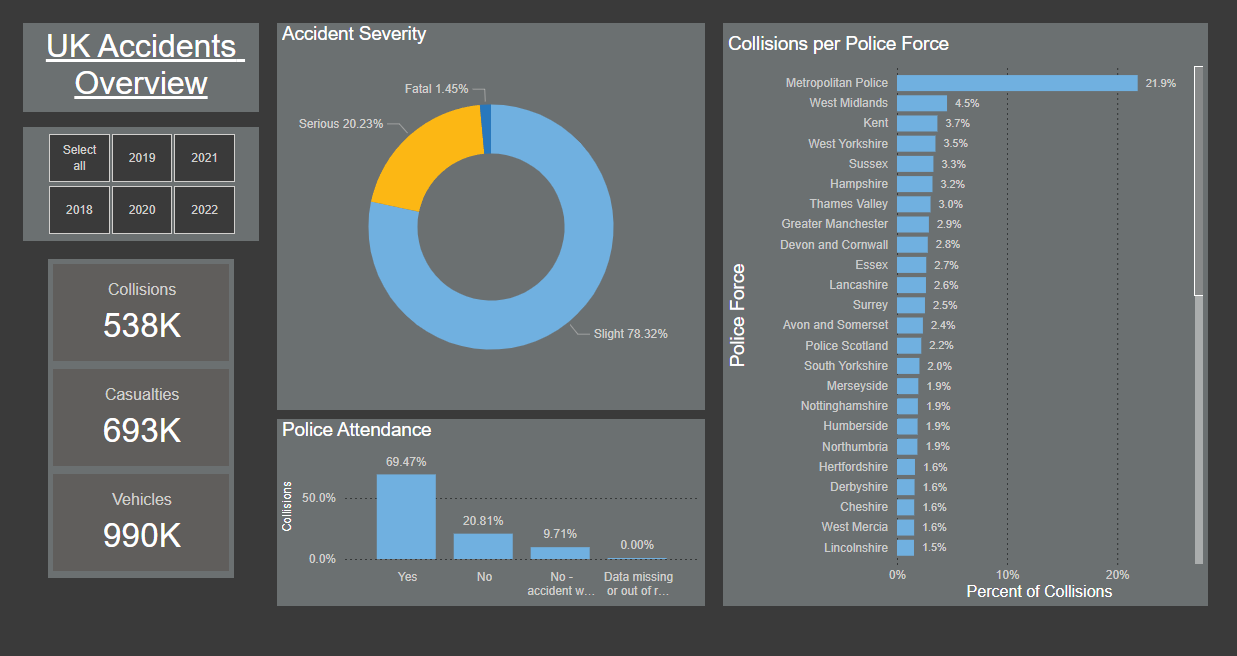 UK Accidents
Overview
Select
all
2019
2021
2018
2020
2022
Collisions
538K
Casualties
693K
Vehicles
990K
Accident Severity
Fatal 1.45%
Serious 20.23%
Slight 78.32%
Police Attendance
Collisions
50.0%
0.0%
69.47%
20.81%
9.71%
0.00%
Yes
No
No -
accident w...
Data missing
or out of r...
Collisions per Police Force
Police Force
Metropolitan Police 21.9%
West Midlands 4.5%
Kent 3.7%
West Yorkshire 3.5%
Sussex 3.3%
Hampshire 3.2%
Thames Valley 3.0%
Greater Manchester 2.9%
Devon and Cornwall 2.8%
Essex 2.7%
Lancashire 2.6%
Surrey 2.5%
Avon and Somerset 2.4%
Police Scotland 2.2%
South Yorkshire 2.0%
Merseyside 1.9%
Nottinghamshire 1.9%
Humberside 1.9%
Northumbria 1.9%
Hertfordshire 1.6%
Derbyshire 1.6%
Cheshire 1.6%
West Mercia 1.6%
Lincolnshire 1.5%
0% 10% 20%
Percent of Collisions